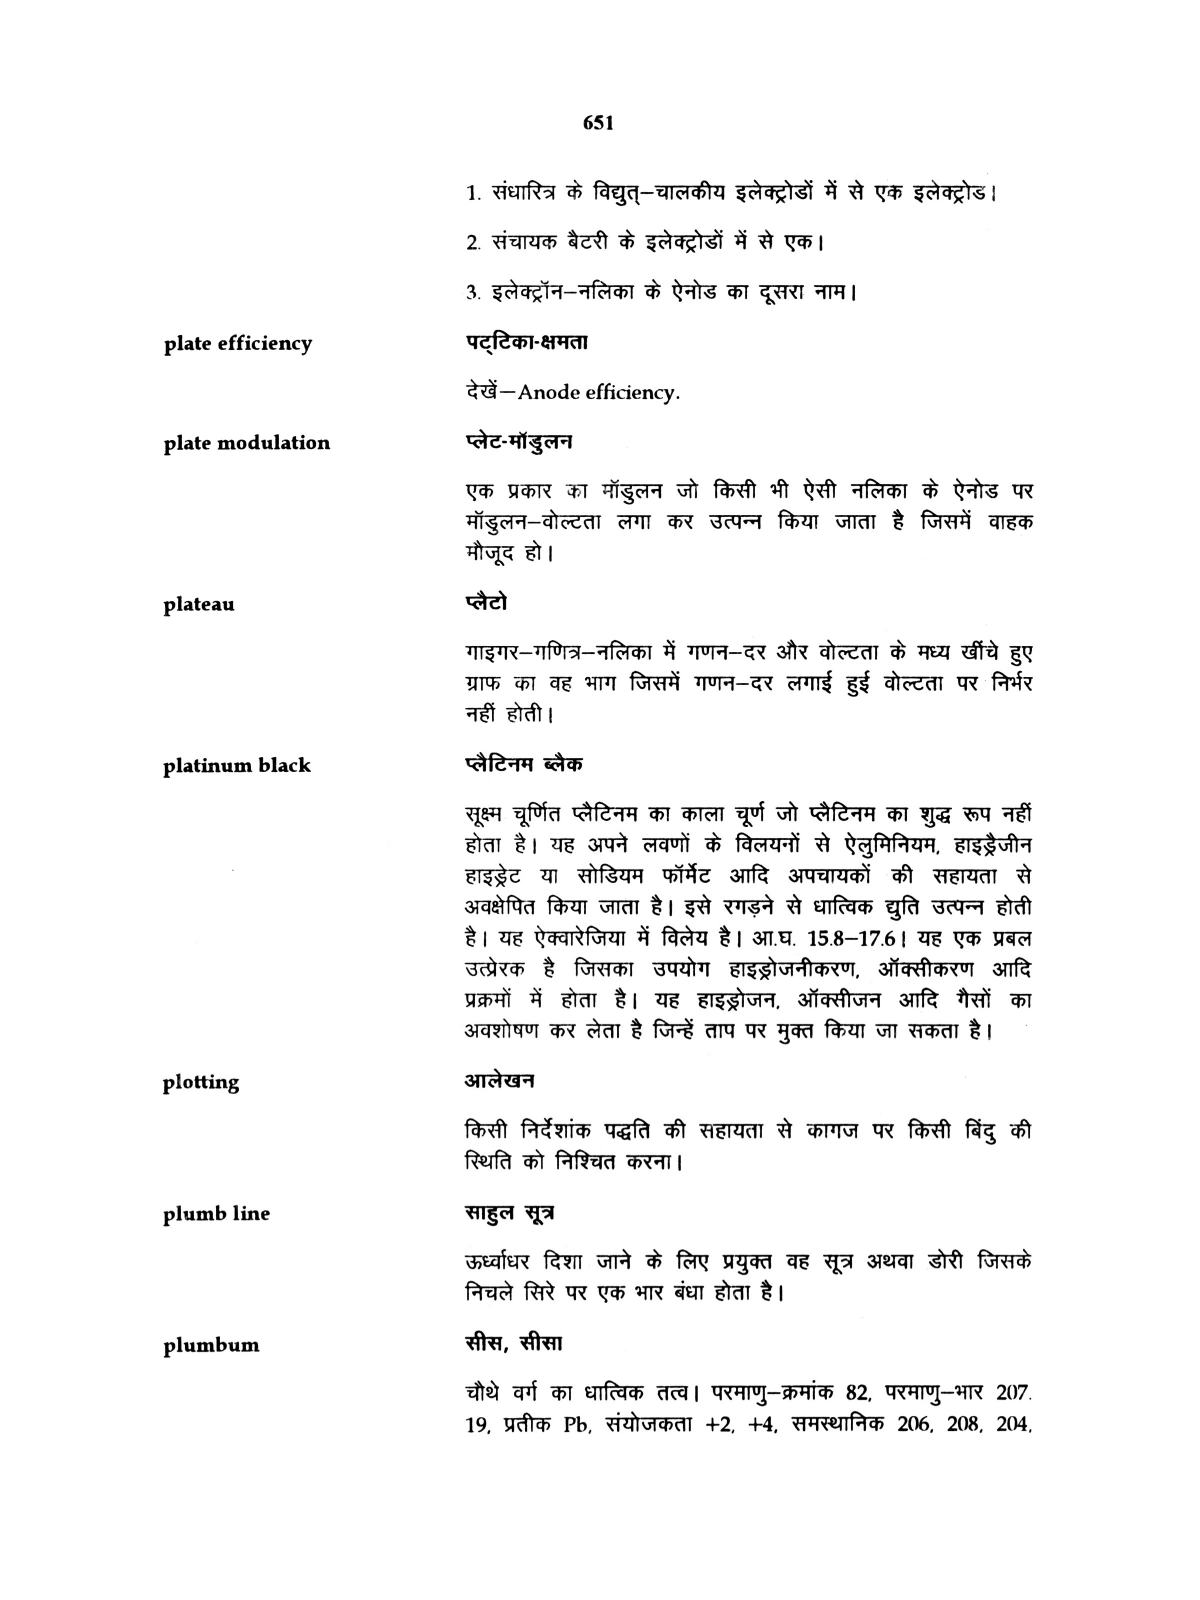 651
1. संधारित्र के विद्युत्–चालकीय इलेक्ट्रोडों में से एक इलेक्ट्रोड।
2. संचायक बैटरी के इलेक्ट्रोडों में से एक।
3. इलेक्ट्रॉन–नलिका के ऐनोड का दूसरा नाम।
plate efficiency पट्टिका-क्षमता
देखें—Anode efficiency.
plate modulation प्लेट-मॉडुलन
एक प्रकार का मॉडुलन जो किसी भी ऐसी नलिका के ऐनोड पर
मॉडुलन–वोल्टता लगा कर उत्पन्न किया जाता है जिसमें वाहक
मौजूद हो।
plateau प्लैटो
गाइगर–गणित्र–नलिका में गणन–दर और वोल्टता के मध्य खींचे हुए
ग्राफ का वह भाग जिसमें गणन–दर लगाई हुई वोल्टता पर निर्भर
नहीं होती।
platinum black प्लैटिनम ब्लैक
सूक्ष्म चूर्णित प्लैटिनम का काला चूर्ण जो प्लैटिनम का शुद्ध रूप नहीं
होता है। यह अपने लवणों के विलयनों से ऐलुमिनियम, हाइड्रैजीन
हाइड्रेट या सोडियम फॉर्मेट आदि अपचायकों की सहायता से
अवक्षेपित किया जाता है। इसे रगड़ने से धात्विक द्युति उत्पन्न होती
है। यह ऐक्वारेजिया में विलेय है। आ.घ. 15.8–17.6। यह एक प्रबल
उत्प्रेरक है जिसका उपयोग हाइड्रोजनीकरण, ऑक्सीकरण आदि
प्रक्रमों में होता है। यह हाइड्रोजन, ऑक्सीजन आदि गैसों का
अवशोषण कर लेता है जिन्हें ताप पर मुक्त किया जा सकता है।
plotting आलेखन
किसी निर्देशांक पद्धति की सहायता से कागज पर किसी बिंदु की
स्थिति को निश्चित करना।
plumb line साहुल सूत्र
ऊर्ध्वाधर दिशा जाने के लिए प्रयुक्त वह सूत्र अथवा डोरी जिसके
निचले सिरे पर एक भार बंधा होता है।
plumbum सीस, सीसा
चौथे वर्ग का धात्विक तत्व। परमाणु–क्रमांक 82, परमाणु–भार 207.
19, प्रतीक Pb, संयोजकता +2, +4, समस्थानिक 206, 208, 204,